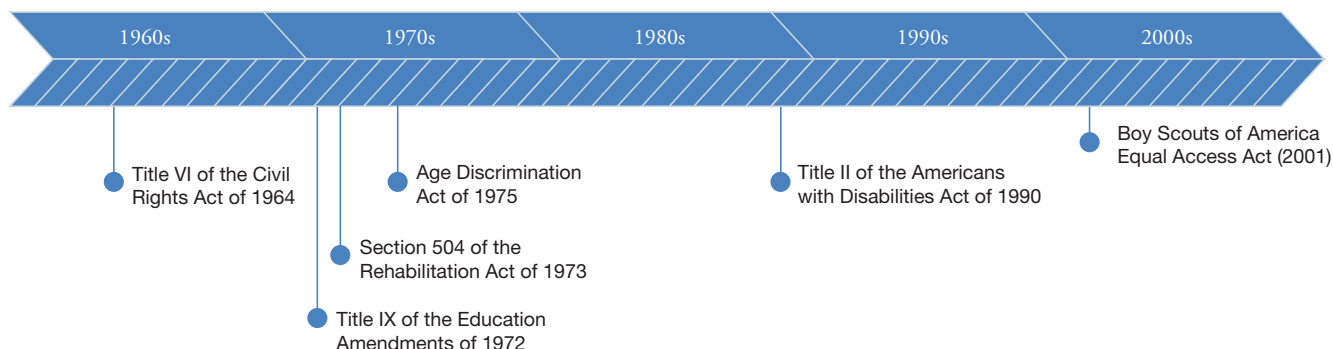 1960s
1970s
1980s
1990s
2000s
Title VI of the Civil
Rights Act of 1964
Age Discrimination
Act of 1975
Title II of the Americans
with Disabilities Act of 1990
Boy Scouts of America
Equal Access Act (2001)
Section 504 of the
Rehabilitation Act of 1973
Title IX of the Education
Amendments of 1972